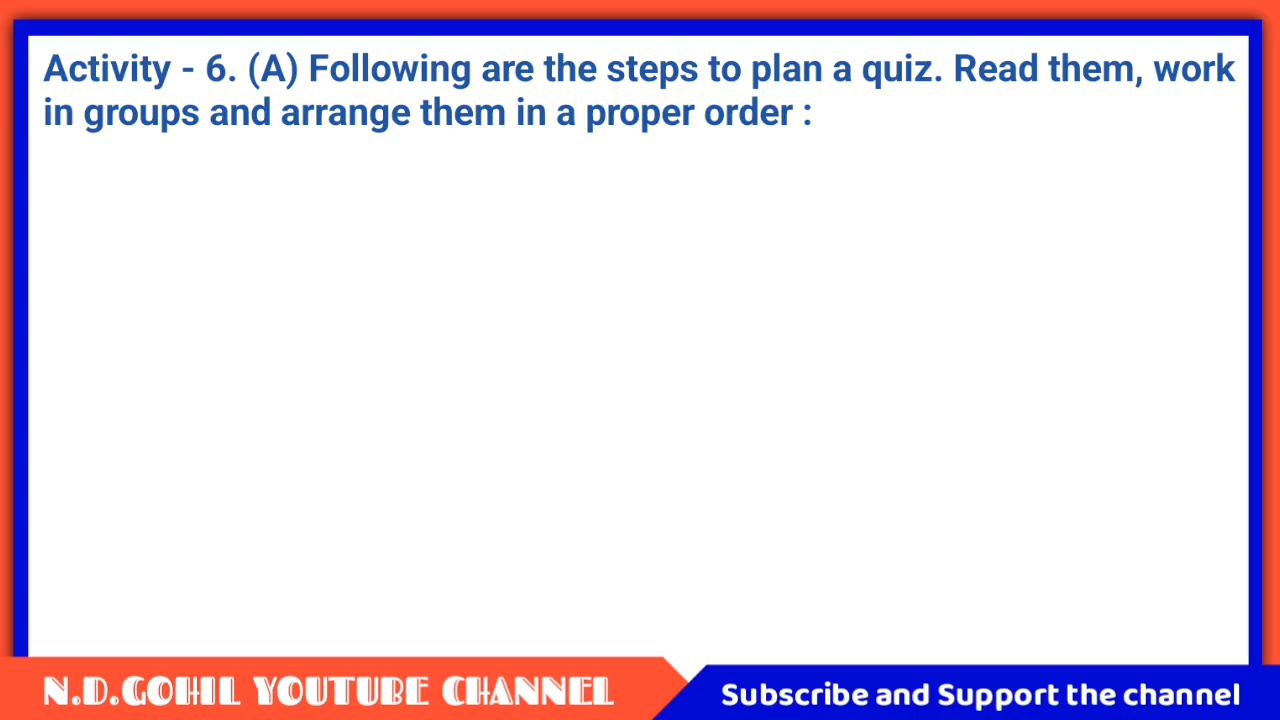 Activity - 6. (A) Following are the steps to plan a quiz. Read them, work
in groups and arrange them in a proper order :
N.D.GOHIL YOUTUBE CHANNEL
Subscribe and Support the channel